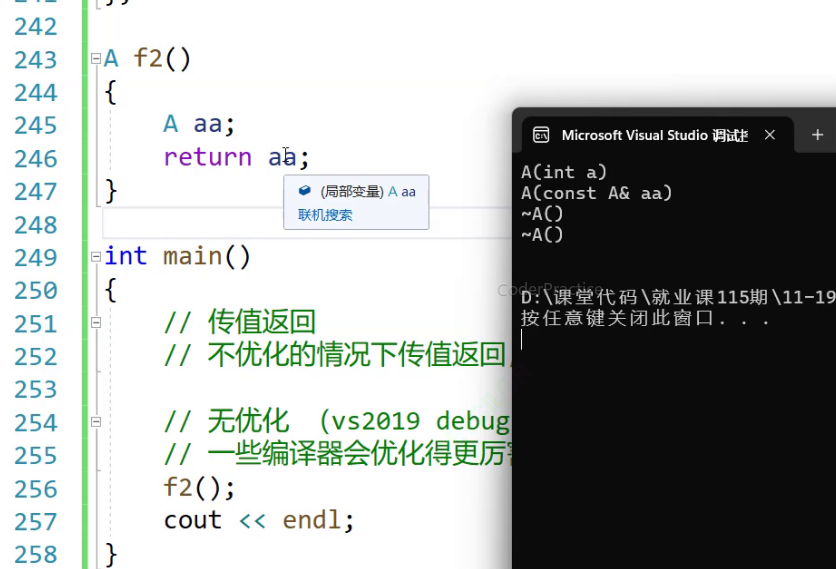 242
243 A f2()
244 {
245 A aa;
246 return aa;
(局部变量) A aa
联机搜索
247 }
248
249 int main()
250 {
251 // 传值返回
252 // 不优化的情况下传值返回,
253
254 // 无优化 (vs2019 debug
255 // 一些编译器会优化得更厉
256 f2();
257 cout << endl;
258 }
Microsoft Visual Studio 调试
A(int a)
A(const A& aa)
~A()
~A()
CoderPractice
D:\课堂代码\就业课115期\11-19
按任意键关闭此窗口. . .